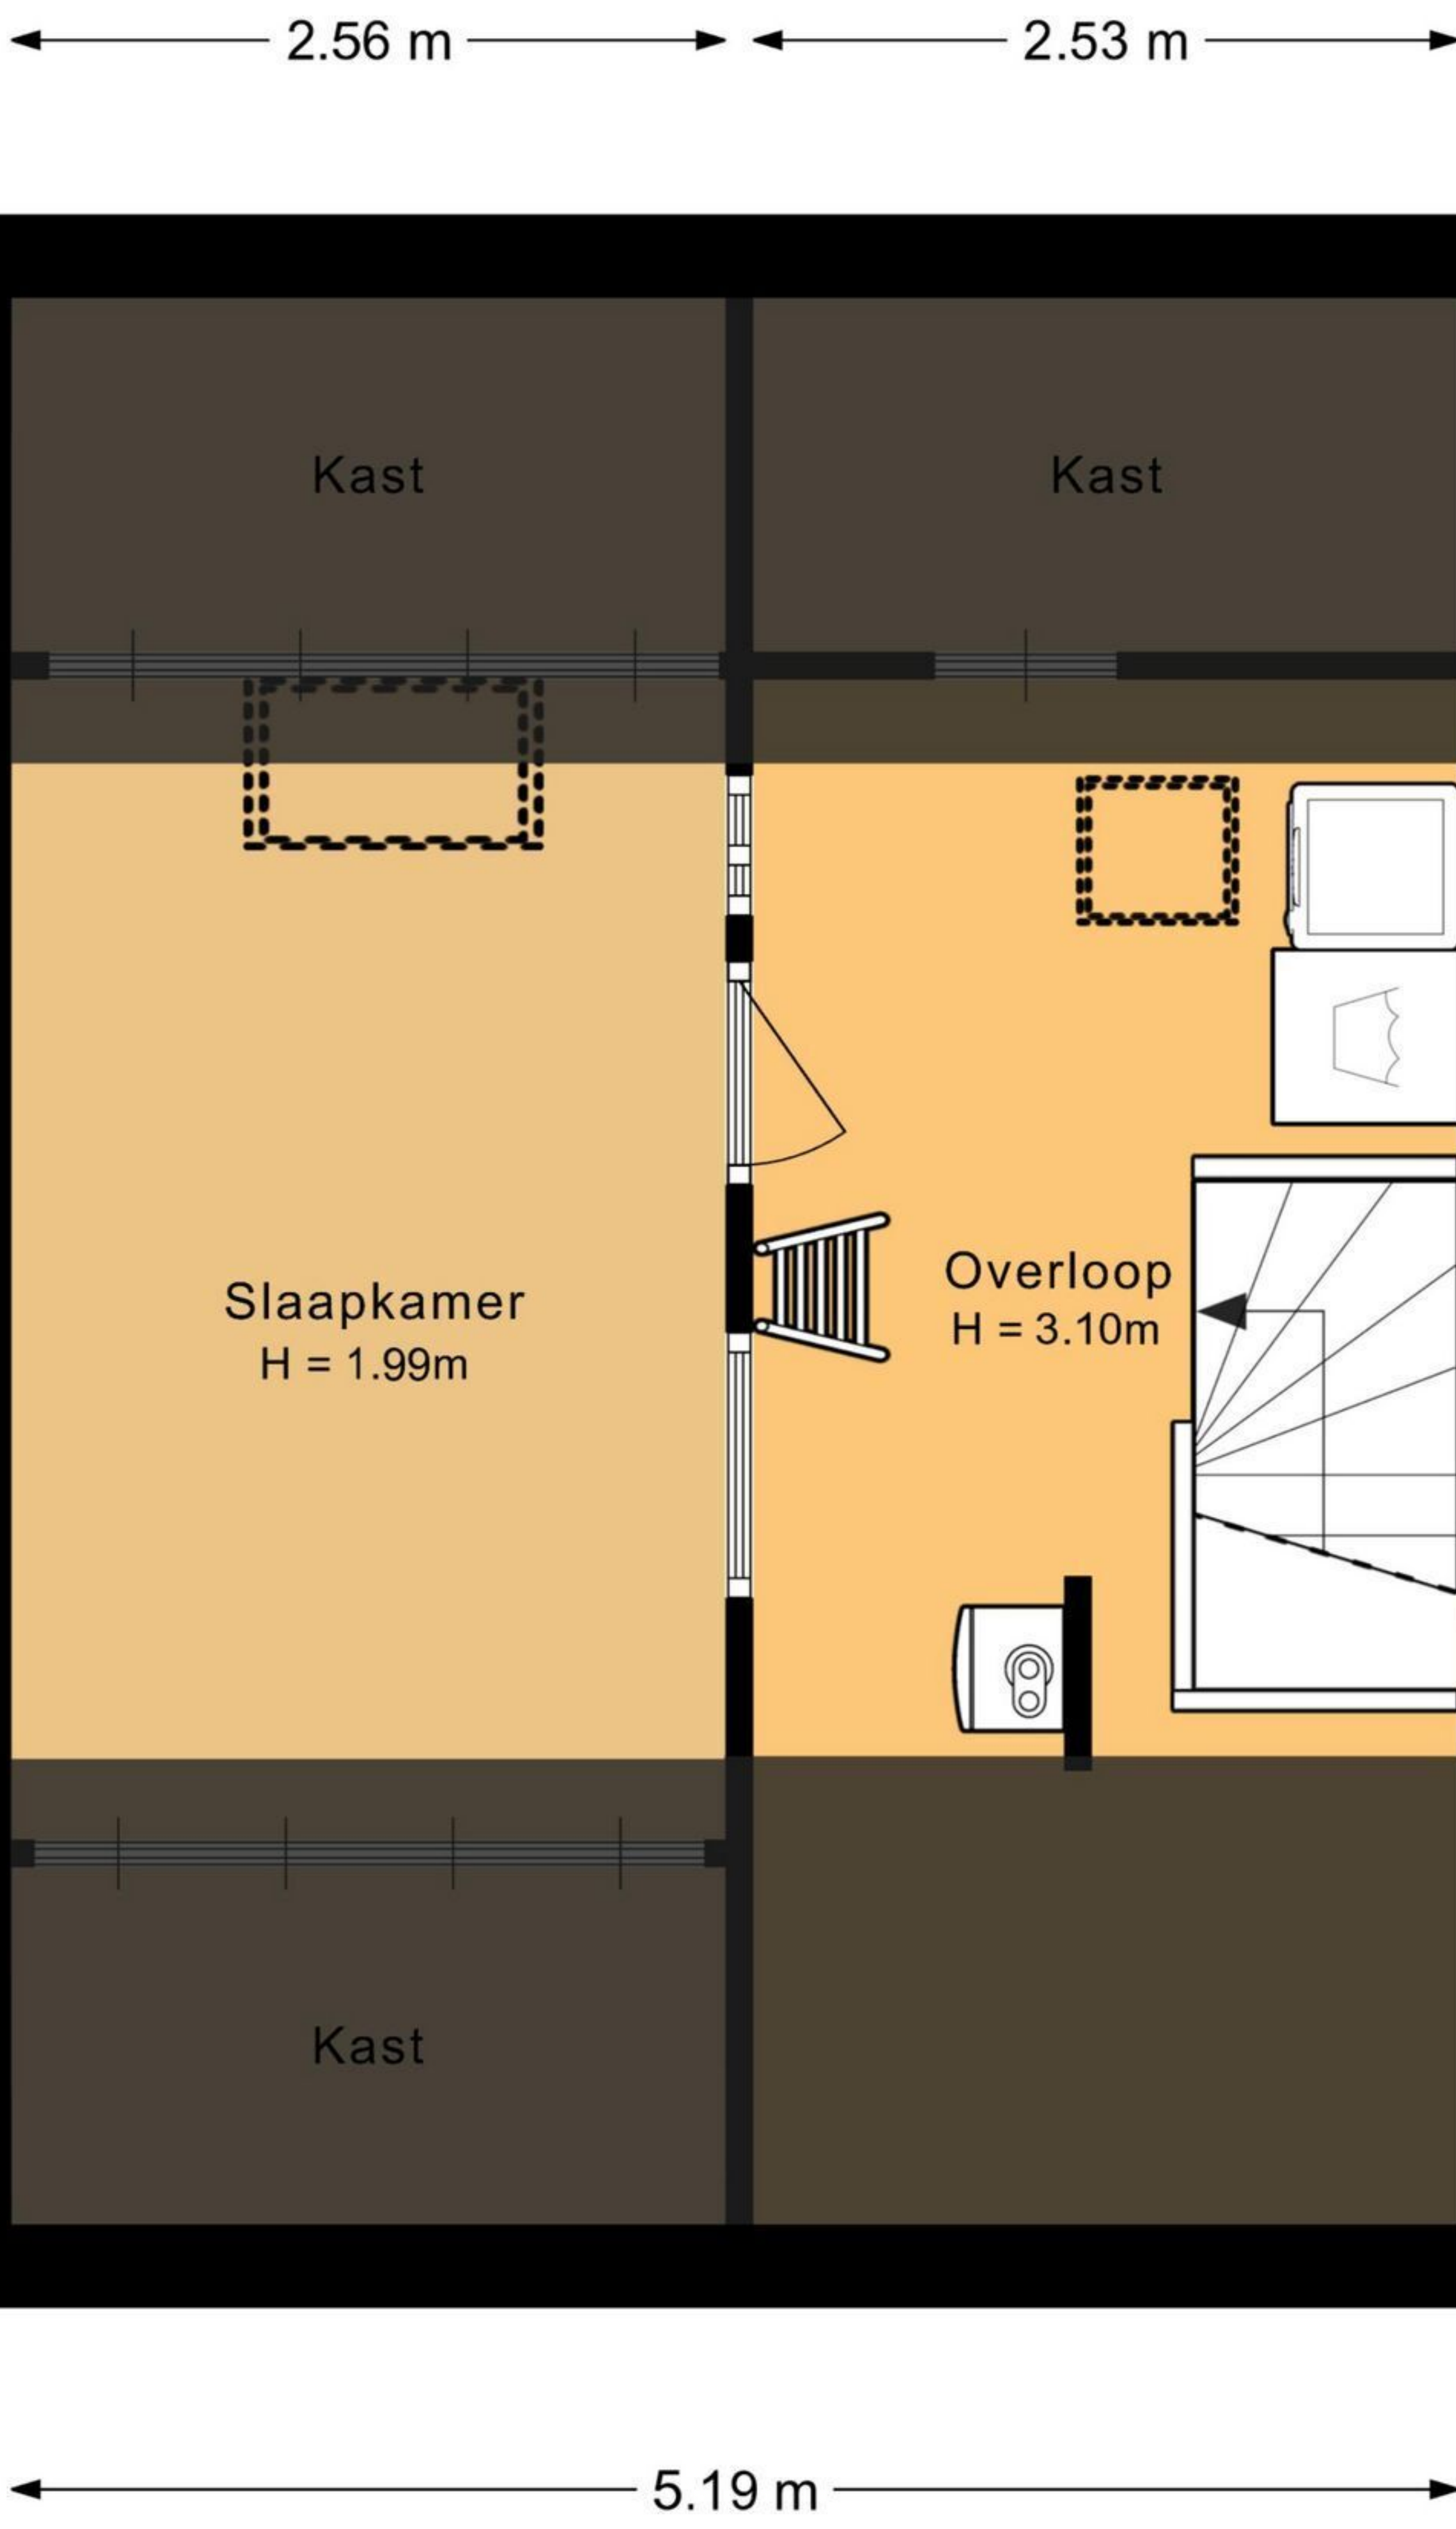 2.56 m
2.53 m
Kast
Kast
Slaapkamer
H = 1.99m
Overloop
H = 3.10m
Kast
5.19 m